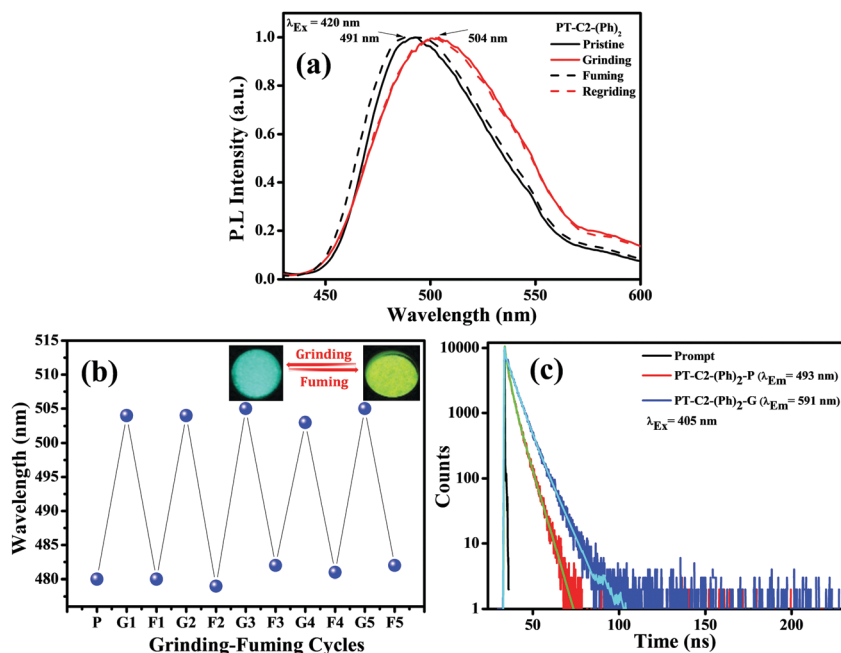 λEx = 420 nm
PT-C2-(Ph)2
491 nm
504 nm
Pristine
Grinding
Fuming
Regriding
(a)
1.0
0.8
0.6
0.4
0.2
0.0
P.L Intensity (a.u.)
450 500 550 600
Wavelength (nm)
(b)
Grinding
Fuming
515
510
505
500
495
490
485
480
Wavelength (nm)
P G1 F1 G2 F2 G3 F3 G4 F4 G5 F5
Grinding-Fuming Cycles
(c)
Prompt
PT-C2-(Ph)2-P (λEm= 493 nm)
PT-C2-(Ph)2-G (λEm= 591 nm)
λEx= 405 nm
10000
1000
100
10
1
Counts
50 100 150 200
Time (ns)